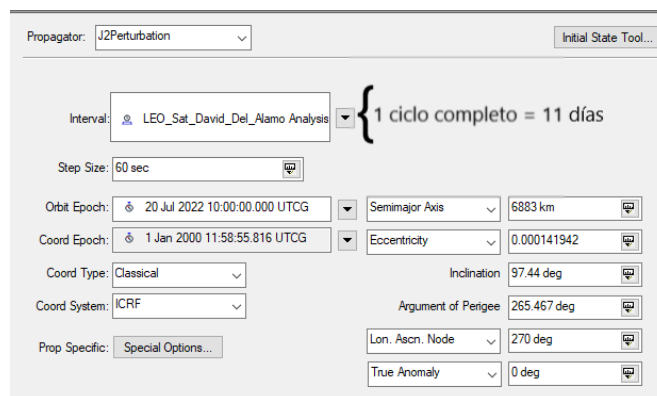 Propagator: J2Perturbation Initial State Tool...
Interval: LEO_Sat_David_Del_Alamo Analysis { 1 ciclo completo = 11 días
Step Size: 60 sec
Orbit Epoch: 20 Jul 2022 10:00:00.000 UTCG Semimajor Axis 6883 km
Coord Epoch: 1 Jan 2000 11:58:55.816 UTCG Eccentricity 0.000141942
Coord Type: Classical Inclination 97.44 deg
Coord System: ICRF Argument of Perigee 265.467 deg
Prop Specific: Special Options... Lon. Ascn. Node 270 deg
True Anomaly 0 deg